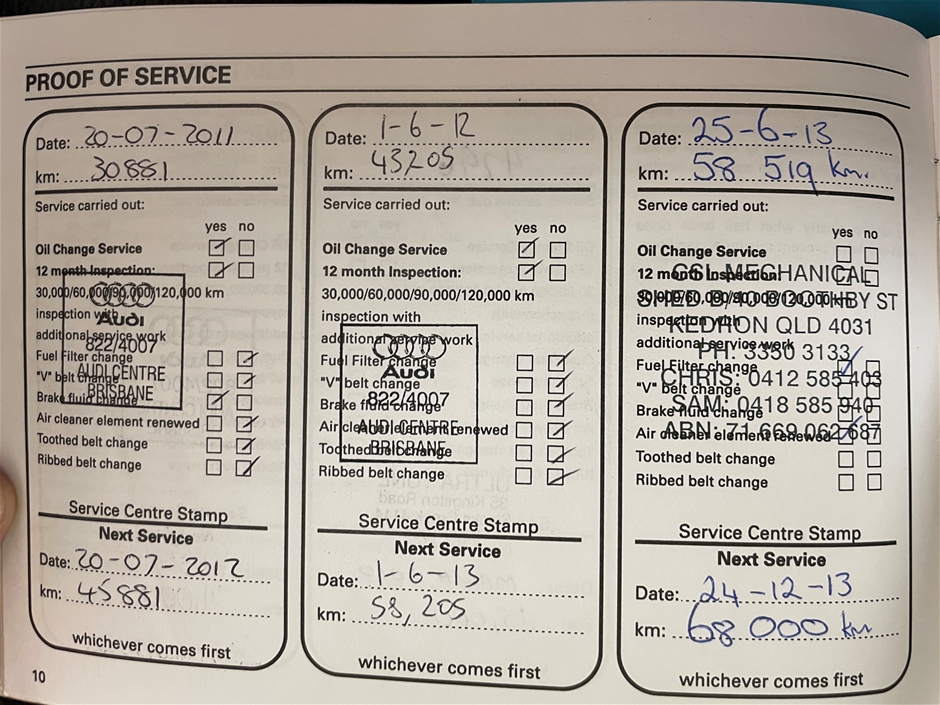 PROOF OF SERVICE
Date: 20-07-2011
km: 30881
Service carried out:
yes no
Oil Change Service
12 month Inspection:
30,000/60,000/90,000/120,000 km
inspection with
additional service work
Fuel Filter change
"V" belt change
Brake fluid change
Air cleaner element renewed
Toothed belt change
Ribbed belt change
Audi
822/4007
AUDI CENTRE
BRISBANE
Service Centre Stamp
Next Service
Date: 20-07-2012
km: 45881
whichever comes first
10
Date: 1-6-12
km: 43205
Service carried out:
yes no
Oil Change Service
12 month Inspection:
30,000/60,000/90,000/120,000 km
inspection with
additional service work
Fuel Filter change
"V" belt change
Brake fluid change
Air cleaner element renewed
Toothed belt change
Ribbed belt change
Audi
822/4007
AUDI CENTRE
BRISBANE
Service Centre Stamp
Next Service
Date: 1-6-13
km: 58,205
whichever comes first
Date: 25-6-13
km: 58 519 km.
Service carried out:
yes no
Oil Change Service
12 month Inspection:
30,000/60,000/90,000/120,000 km
inspection with
additional service work
Fuel Filter change
"V" belt change
Brake fluid change
Air cleaner element renewed
Toothed belt change
Ribbed belt change
MECHANICAL
BOOTHBY ST
KEDRON QLD 4031
PH: 3350 3133
CHRIS: 0412 585 403
SAM: 0418 585 940
ABN: 71 669 062 687
Service Centre Stamp
Next Service
Date: 24-12-13
km: 68 000 km
whichever comes first